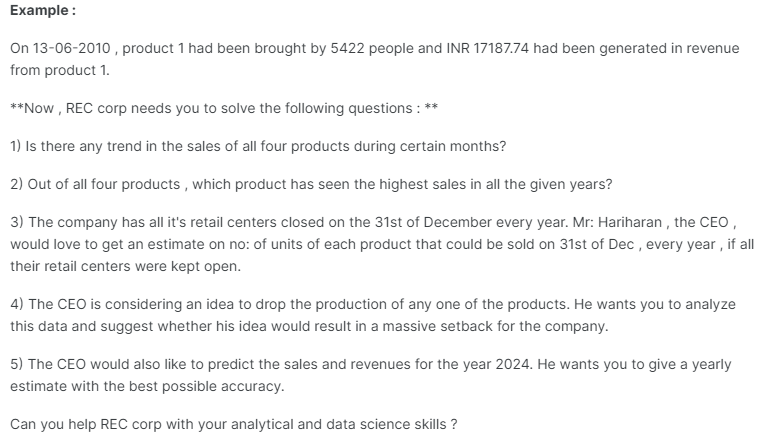 Example :
On 13-06-2010 , product 1 had been brought by 5422 people and INR 17187.74 had been generated in revenue
from product 1.
**Now , REC corp needs you to solve the following questions : **
1) Is there any trend in the sales of all four products during certain months?
2) Out of all four products , which product has seen the highest sales in all the given years?
3) The company has all it's retail centers closed on the 31st of December every year. Mr: Hariharan , the CEO ,
would love to get an estimate on no: of units of each product that could be sold on 31st of Dec , every year , if all
their retail centers were kept open.
4) The CEO is considering an idea to drop the production of any one of the products. He wants you to analyze
this data and suggest whether his idea would result in a massive setback for the company.
5) The CEO would also like to predict the sales and revenues for the year 2024. He wants you to give a yearly
estimate with the best possible accuracy.
Can you help REC corp with your analytical and data science skills ?